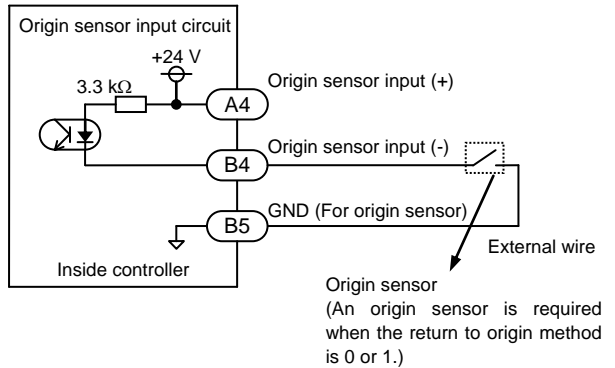 Origin sensor input circuit
+24 V
3.3 kΩ
Origin sensor input (+)
A4
Origin sensor input (-)
B4
GND (For origin sensor)
B5
External wire
Inside controller
Origin sensor
(An origin sensor is required
when the return to origin method
is 0 or 1.)